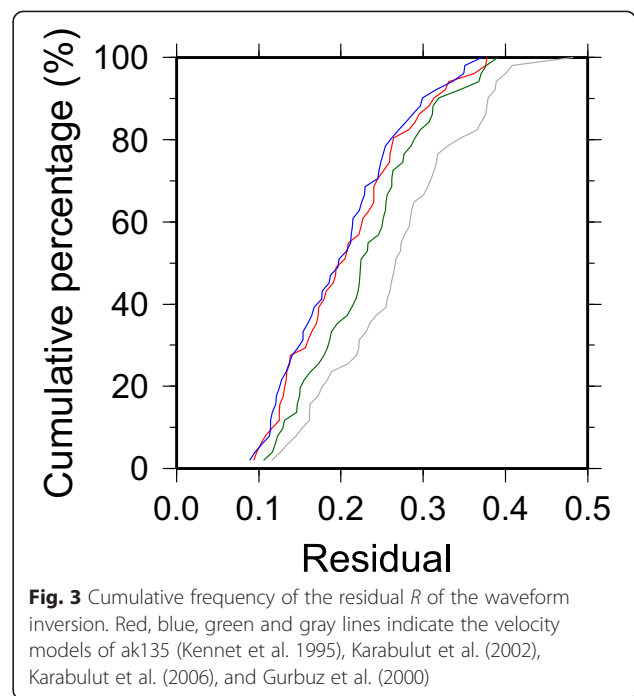 Cumulative percentage (%)
100
80
60
40
20
0
0.0 0.1 0.2 0.3 0.4 0.5
Residual
Fig. 3 Cumulative frequency of the residual R of the waveform
inversion. Red, blue, green and gray lines indicate the velocity
models of ak135 (Kennet et al. 1995), Karabulut et al. (2002),
Karabulut et al. (2006), and Gurbuz et al. (2000)